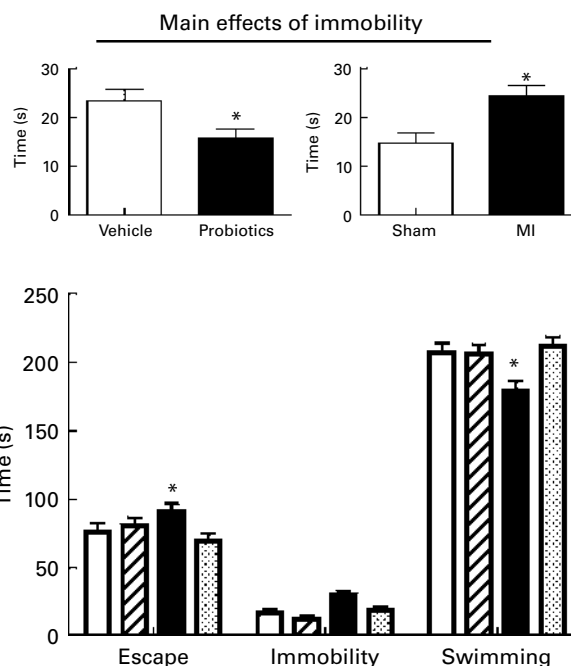 Main effects of immobility
30
20
10
0
Time (s)
*
Vehicle
Probiotics
30
20
10
0
Time (s)
*
Sham
MI
250
200
150
100
50
0
Time (s)
*
*
Escape
Immobility
Swimming